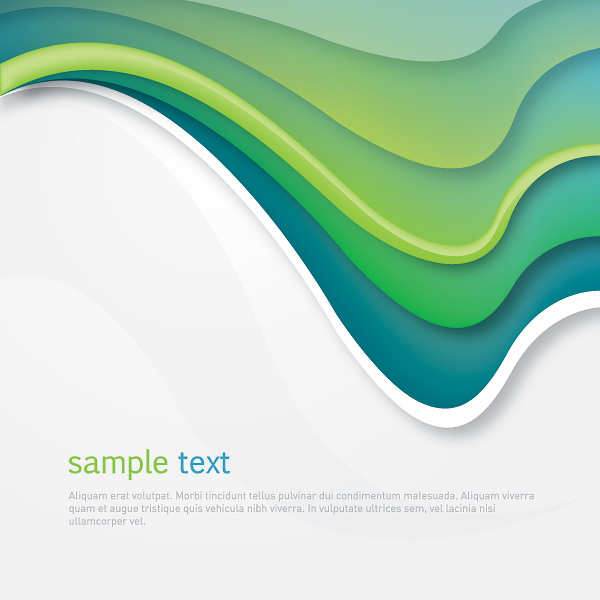 sample text
Aliquam erat volutpat. Morbi tincidunt tellus pulvinar dui condimentum malesuada. Aliquam viverra
quam et augue tristique quis vehicula nibh viverra. In vulputate ultrices sem, vel lacinia nisi
ullamcorper vel.